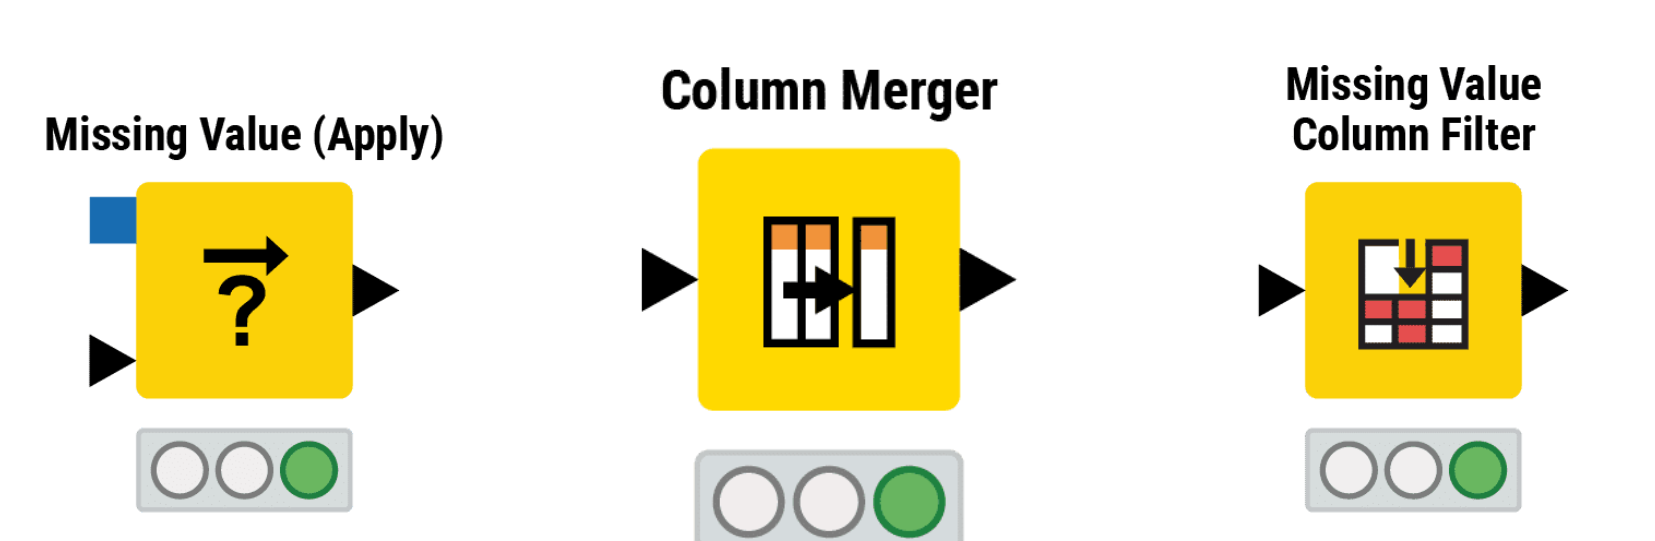 Missing Value (Apply)
Column Merger
Missing Value
Column Filter
?